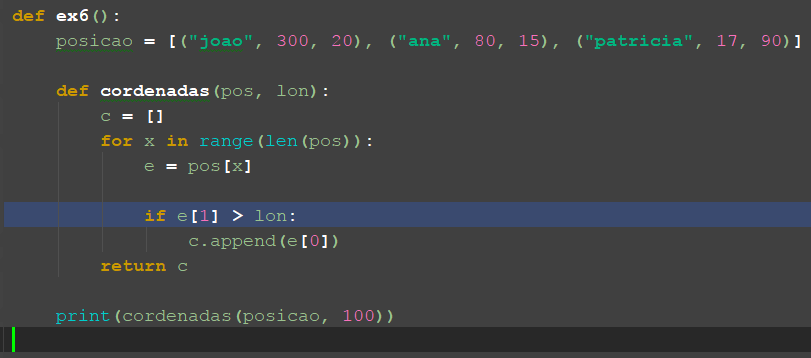 def ex6():
    posicao = [("joao", 300, 20), ("ana", 80, 15), ("patricia", 17, 90)]
    def cordenadas(pos, lon):
        c = []
        for x in range(len(pos)):
            e = pos[x]
            if e[1] > lon:
                c.append(e[0])
        return c
    print(cordenadas(posicao, 100))